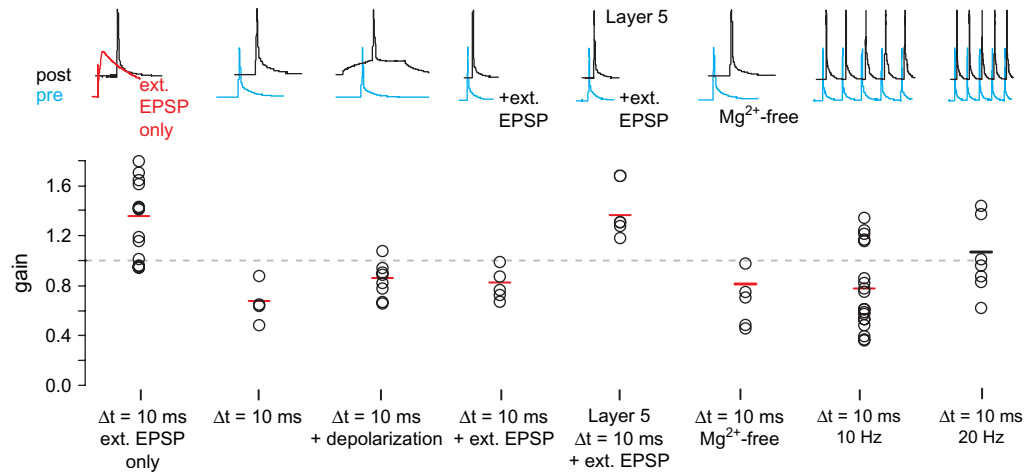 Layer 5
post
pre
ext.
EPSP
only
+ext.
EPSP
+ext.
EPSP
Mg²⁺-free
gain
1.6
1.2
0.8
0.4
0.0
Δt = 10 ms
ext. EPSP
only
Δt = 10 ms
Δt = 10 ms
+ depolarization
Δt = 10 ms
+ ext. EPSP
Layer 5
Δt = 10 ms
+ ext. EPSP
Δt = 10 ms
Mg²⁺-free
Δt = 10 ms
10 Hz
Δt = 10 ms
20 Hz